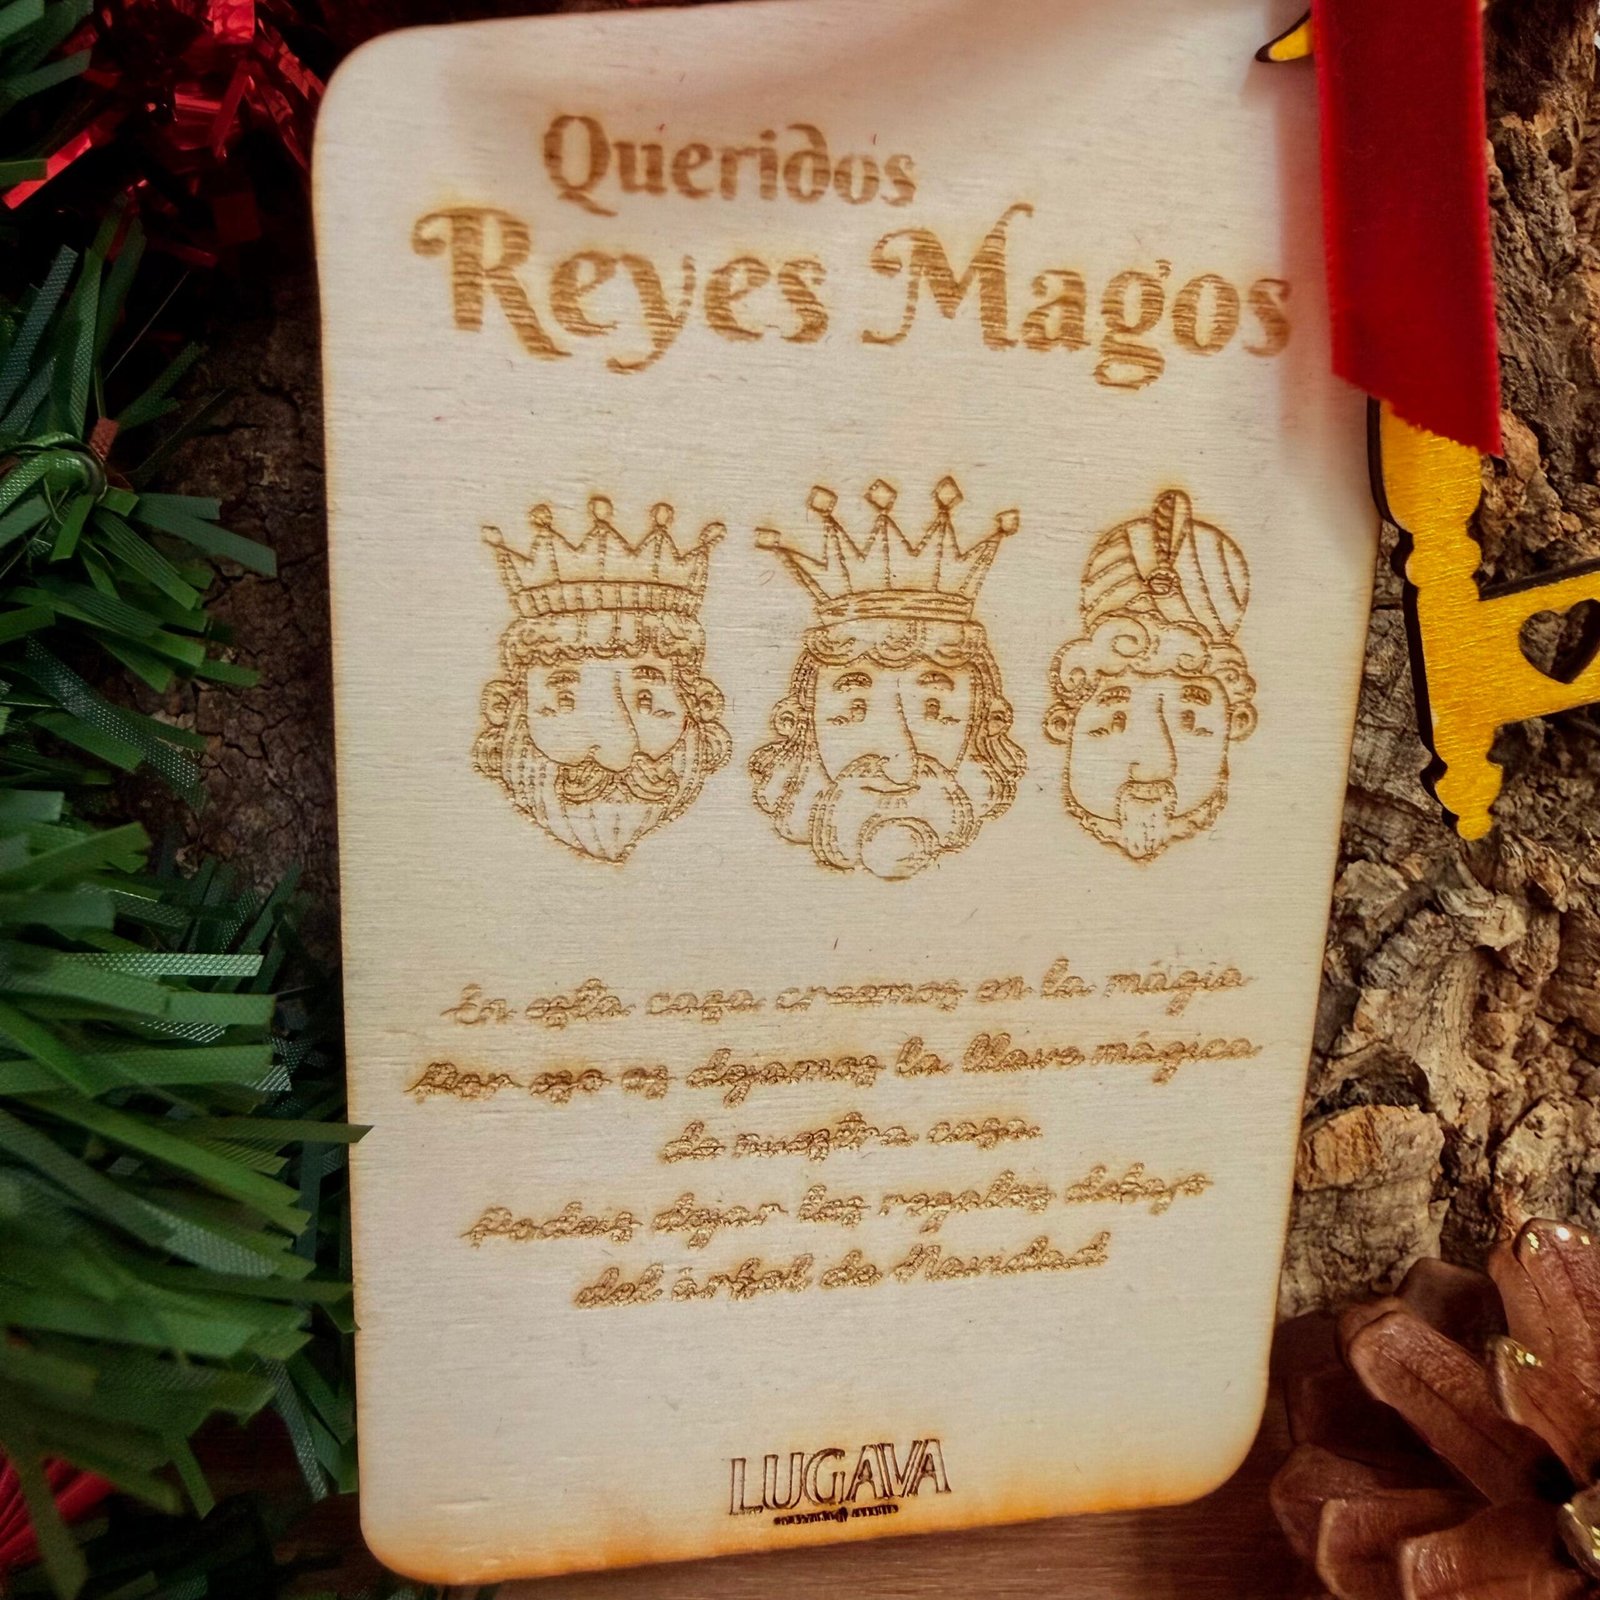 Queridos
Reyes Magos
En esta casa creemos en la mágia
Por eso os dejamos la llave mágica
de nuestra casa.
Podeis dejar los regalos debajo
del árbol de Navidad
LUGAVA